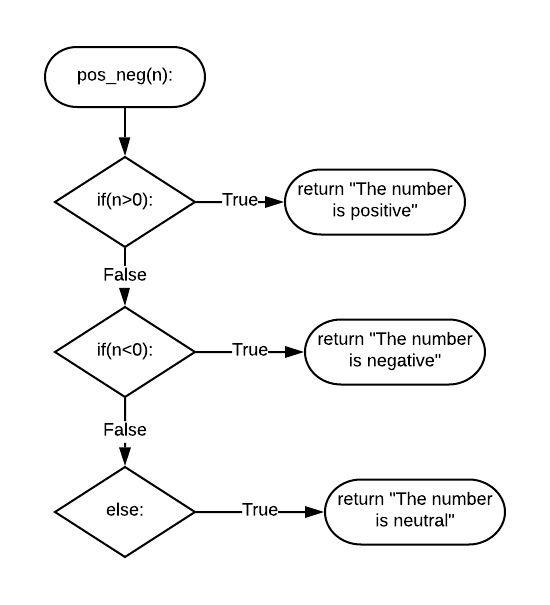 pos_neg(n):
if(n>0):
True
return "The number
is positive"
False
if(n<0):
True
return "The number
is negative"
False
else:
True
return "The number
is neutral"